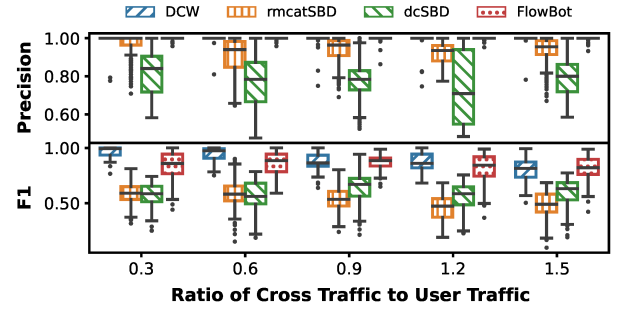 DCW rmcatSBD dcSBD FlowBot
Precision
1.00
0.80
0.60
F1
1.00
0.50
0.3 0.6 0.9 1.2 1.5
Ratio of Cross Traffic to User Traffic